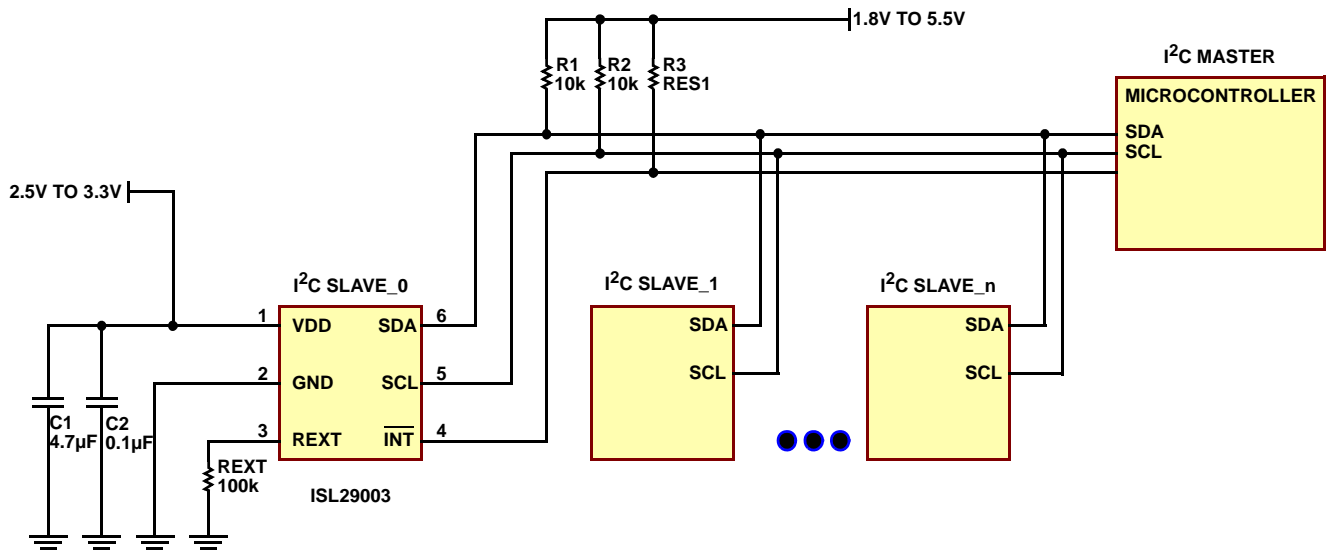 1.8V TO 5.5V
R1
10k
R2
10k
R3
RES1
I²C MASTER
MICROCONTROLLER
SDA
SCL
2.5V TO 3.3V
I²C SLAVE_0
1
VDD
SDA
6
2
GND
SCL
5
3
REXT
INT
4
C1
4.7µF
C2
0.1µF
REXT
100k
ISL29003
I²C SLAVE_1
SDA
SCL
I²C SLAVE_n
SDA
SCL